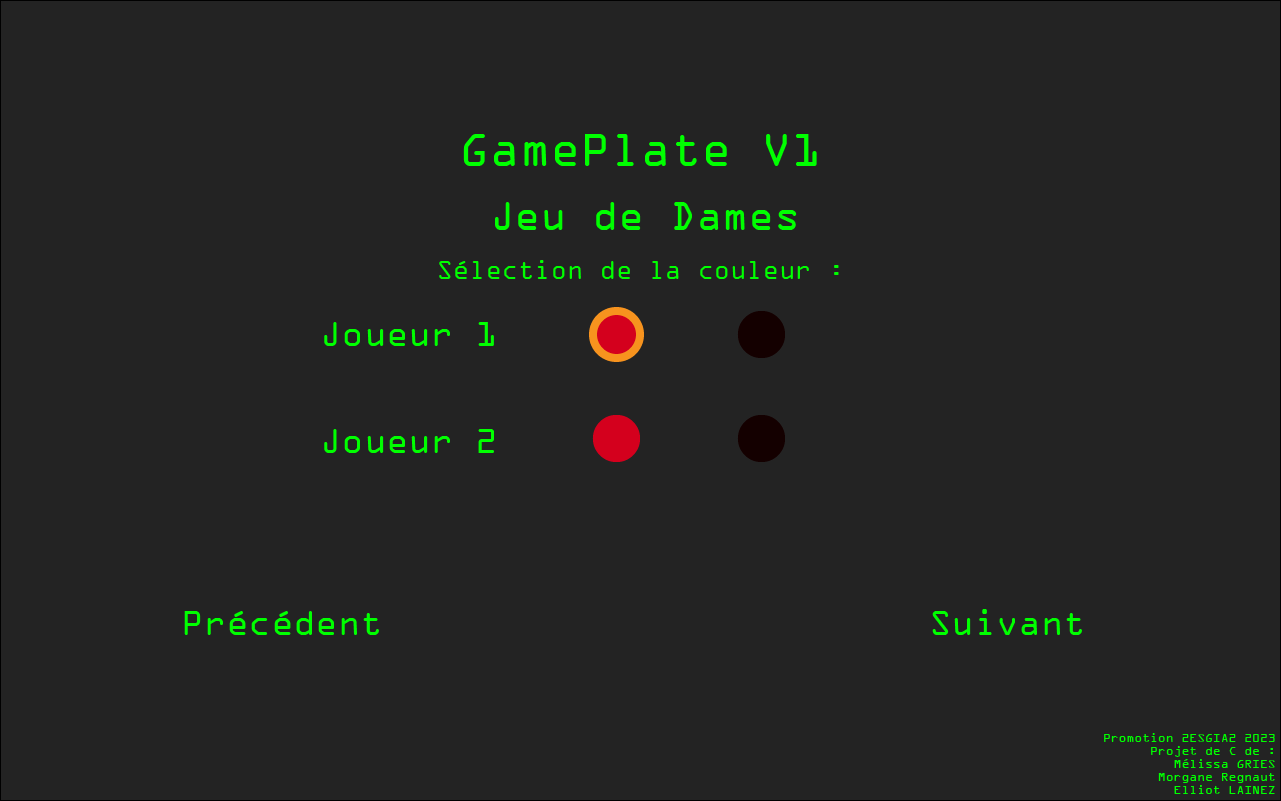 GamePlate V1
Jeu de Dames
Sélection de la couleur :
Joueur 1
Joueur 2
Précédent
Suivant
Promotion 2ESGIA2 2023
Projet de C de :
Mélissa GRIES
Morgane Regnaut
Elliot LAINEZ